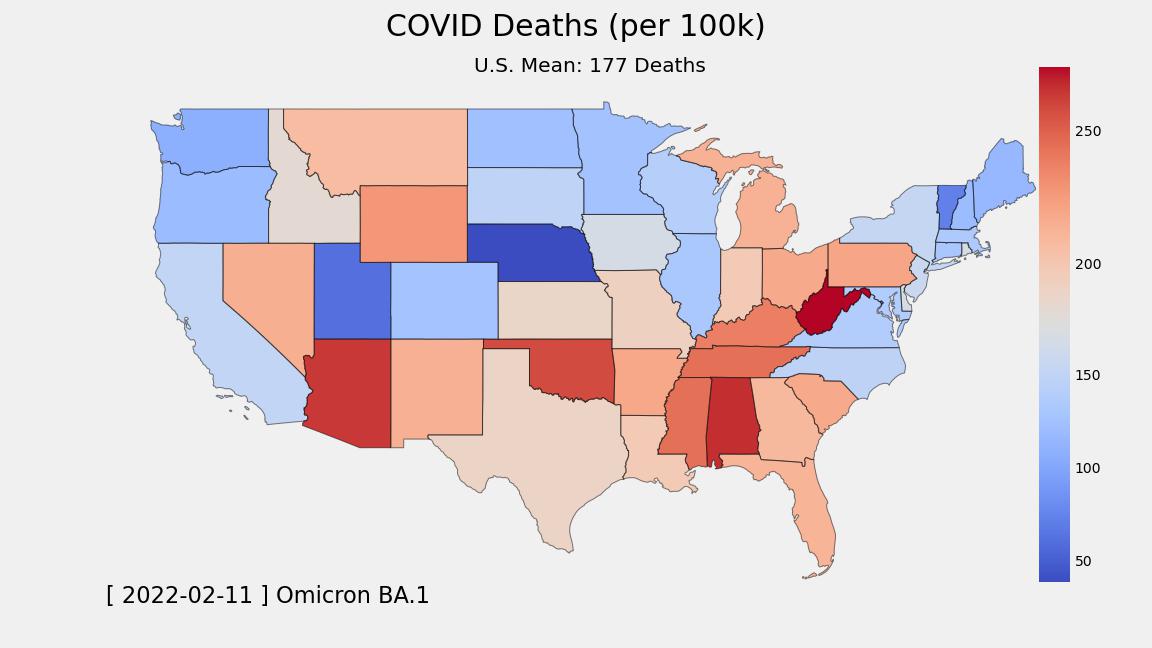 COVID Deaths (per 100k)
U.S. Mean: 177 Deaths
250
200
150
100
50
[ 2022-02-11 ] Omicron BA.1